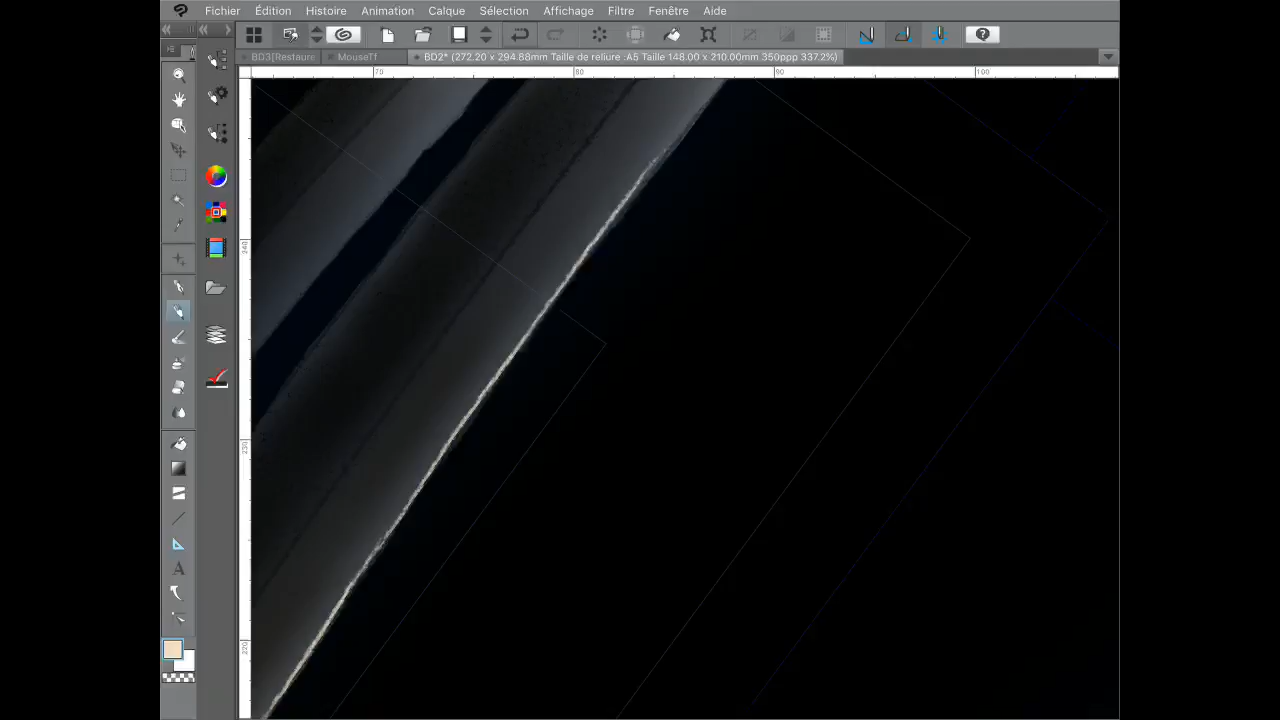 Fichier Édition Histoire Animation Calque Sélection Affichage Filtre Fenêtre Aide
BD3[Restaure MouseTf BD2* (272.20 x 294.88mm Taille de reliure :A5 Taille 148.00 x 210.00mm 350ppp 337.2%)
70 80 90 100
240
230
220